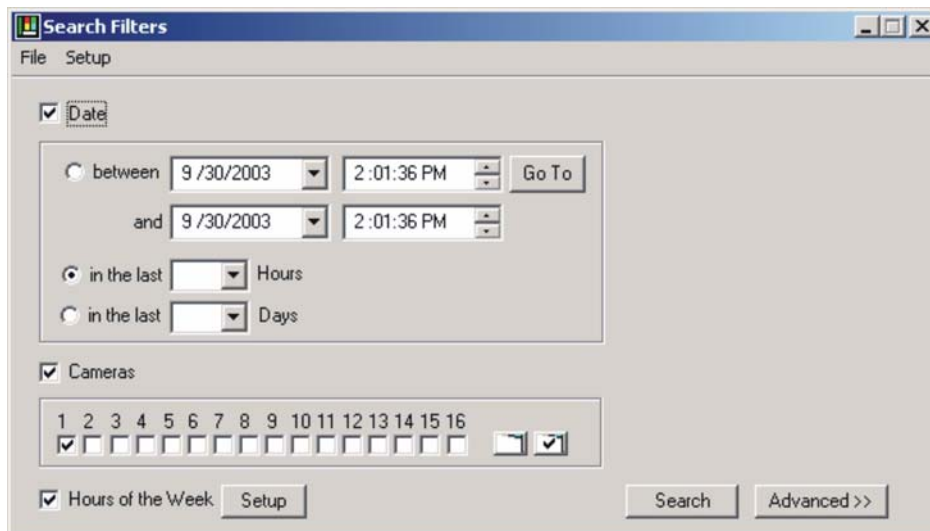 Search Filters
File Setup
Date
between 9 /30/2003 2 :01:36 PM Go To
and 9 /30/2003 2 :01:36 PM
in the last Hours
in the last Days
Cameras
1 2 3 4 5 6 7 8 9 10 11 12 13 14 15 16
Hours of the Week Setup Search Advanced >>